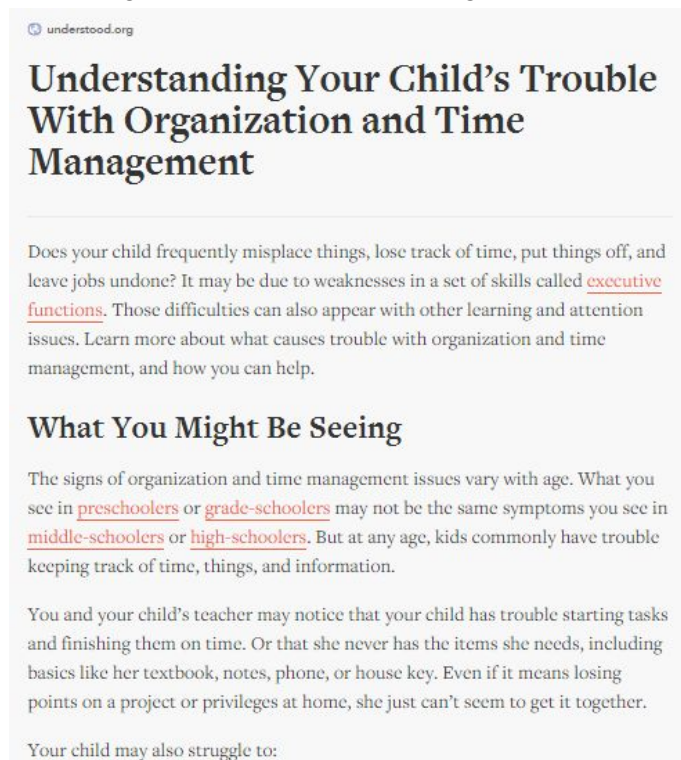 understood.org
Understanding Your Child's Trouble
With Organization and Time
Management
Does your child frequently misplace things, lose track of time, put things off, and
leave jobs undone? It may be due to weaknesses in a set of skills called executive
functions. Those difficulties can also appear with other learning and attention
issues. Learn more about what causes trouble with organization and time
management, and how you can help.
What You Might Be Seeing
The signs of organization and time management issues vary with age. What you
see in preschoolers or grade-schoolers may not be the same symptoms you see in
middle-schoolers or high-schoolers. But at any age, kids commonly have trouble
keeping track of time, things, and information.
You and your child's teacher may notice that your child has trouble starting tasks
and finishing them on time. Or that she never has the items she needs, including
basics like her textbook, notes, phone, or house key. Even if it means losing
points on a project or privileges at home, she just can't seem to get it together.
Your child may also struggle to: